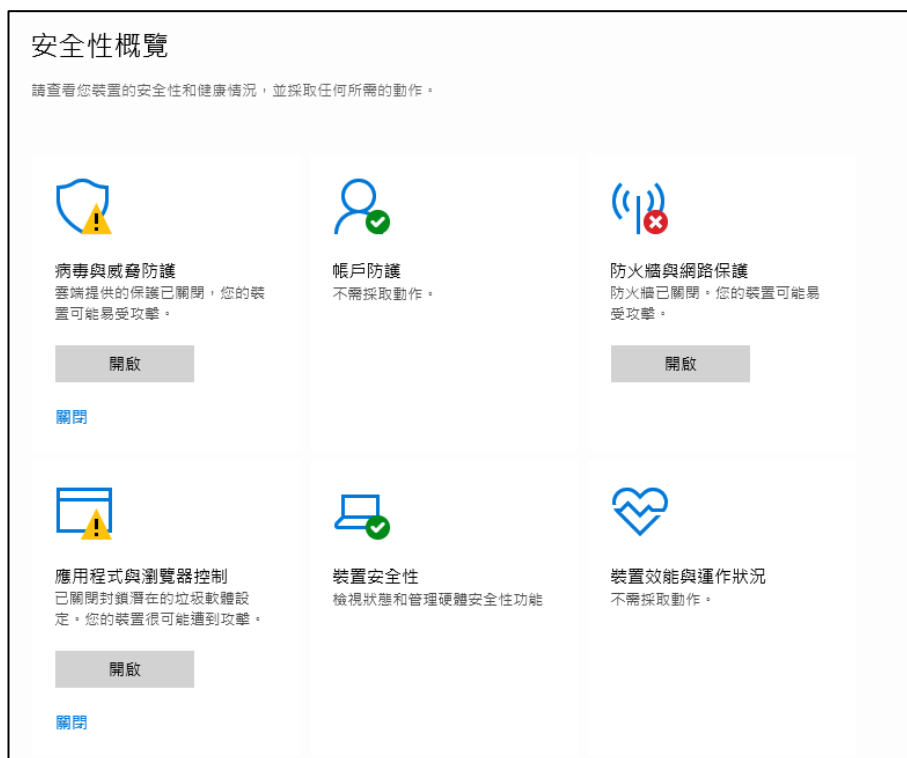 安全性概覽
請查看您裝置的安全性和健康情況，並採取任何所需的動作。
病毒與威脅防護
雲端提供的保護已關閉，您的裝
置可能易受攻擊。
開啟
關閉
帳戶防護
不需採取動作。
防火牆與網路保護
防火牆已關閉。您的裝置可能易
受攻擊。
開啟
應用程式與瀏覽器控制
已關閉封鎖潛在的垃圾軟體設
定。您的裝置很可能遭到攻擊。
開啟
關閉
裝置安全性
檢視狀態和管理硬體安全性功能
裝置效能與運作狀況
不需採取動作。